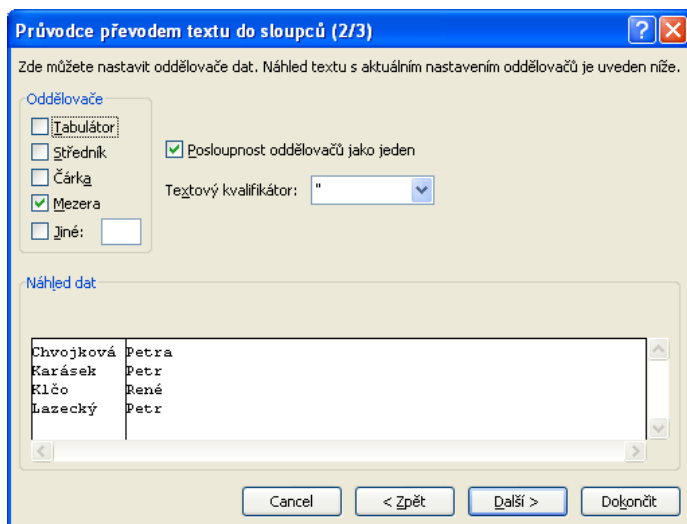 Průvodce převodem textu do sloupců (2/3)
Zde můžete nastavit oddělovače dat. Náhled textu s aktuálním nastavením oddělovačů je uveden níže.
Oddělovače
Tabulátor
Středník
Čárka
Mezera
Jiné:
Posloupnost oddělovačů jako jeden
Textový kvalifikátor: "
Náhled dat
Chvojková Petra
Karásek Petr
Klčo René
Lazecký Petr
Cancel < Zpět Další > Dokončit